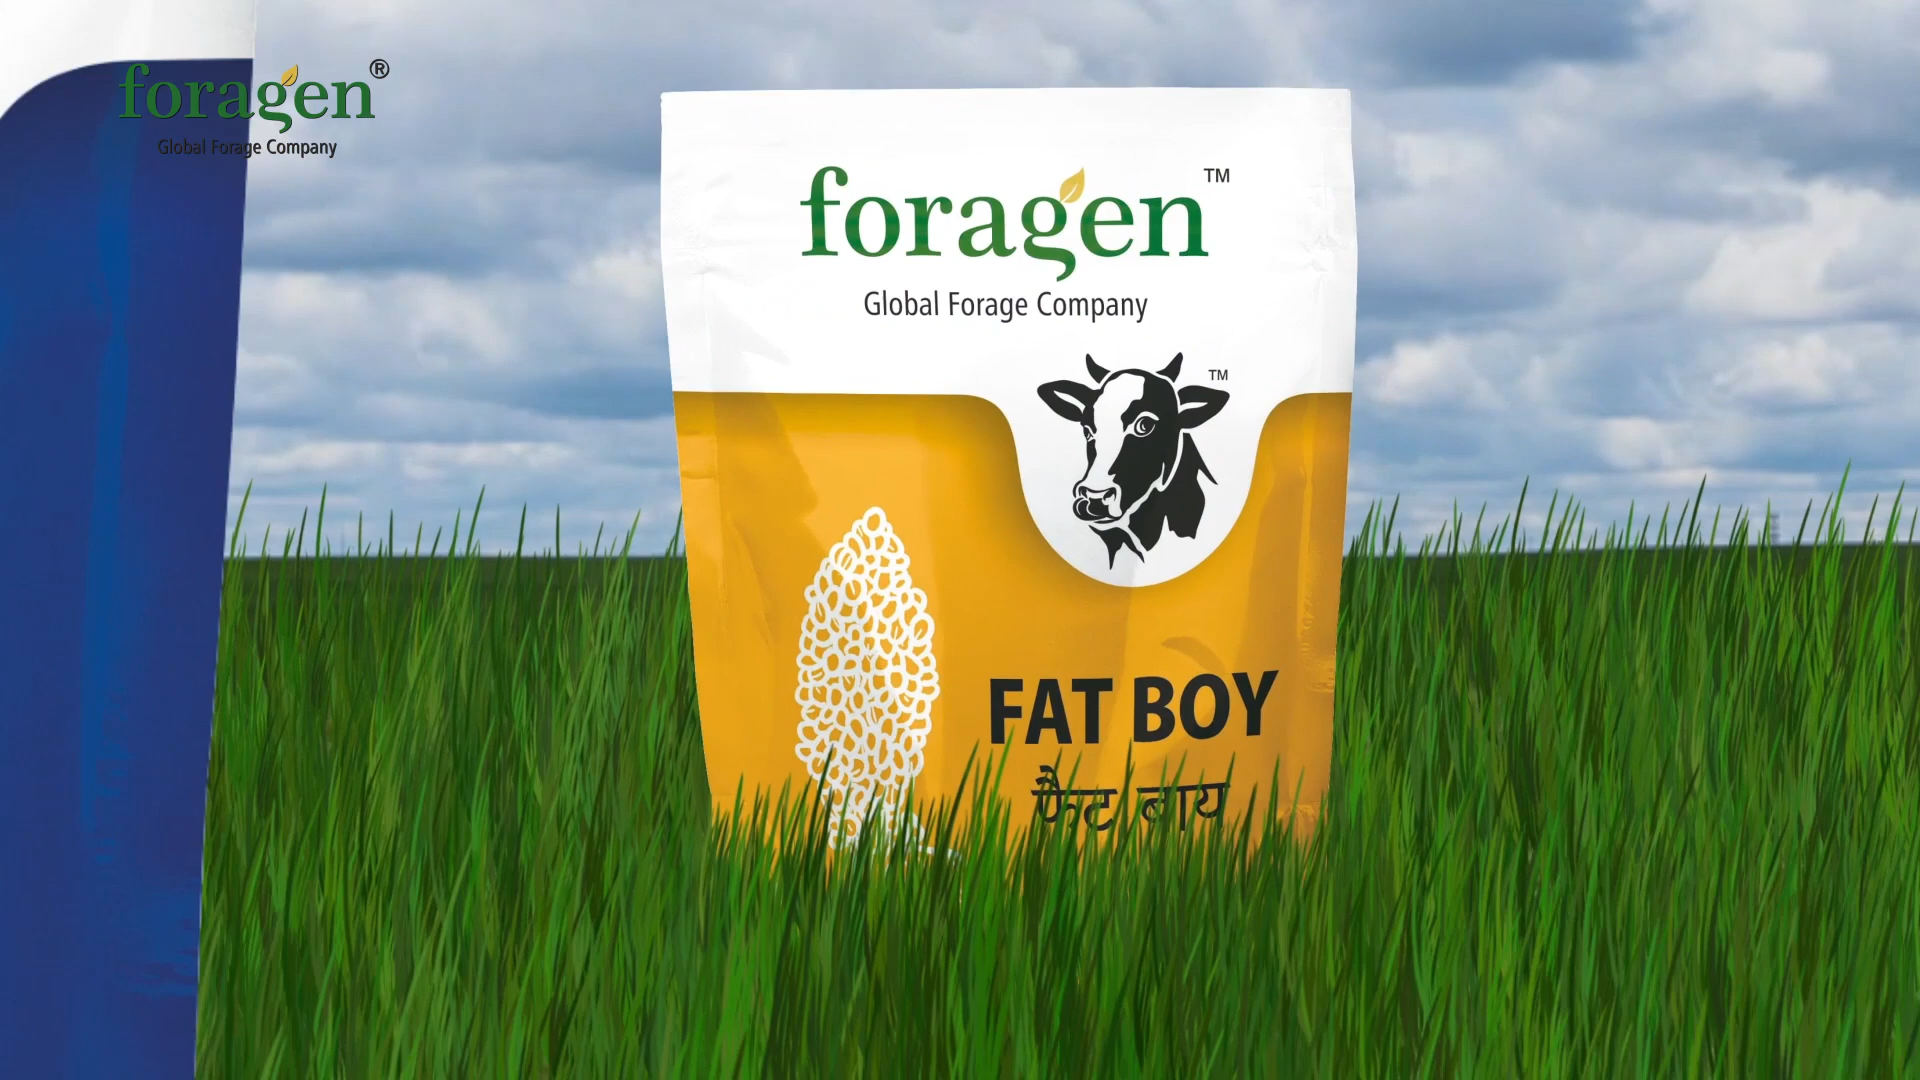 foragen®
Global Forage Company
foragen™
Global Forage Company
™
FAT BOY
फैट बाय